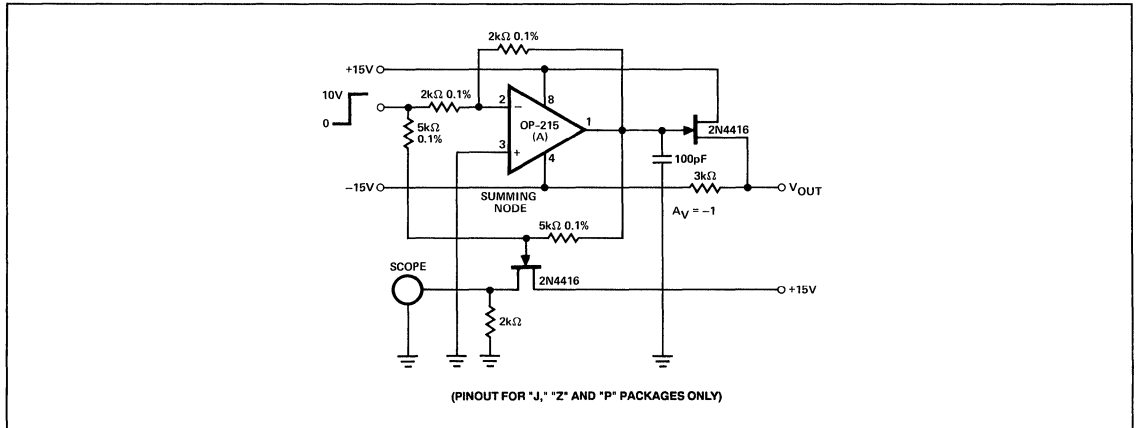 2kΩ 0.1%
+15V
10V
0
2kΩ 0.1%
2
8
−
OP-215
(A)
1
2N4416
5kΩ
0.1%
3
+
4
100pF
3kΩ
VOUT
−15V
SUMMING
NODE
AV = −1
5kΩ 0.1%
SCOPE
2N4416
+15V
2kΩ
(PINOUT FOR "J," "Z" AND "P" PACKAGES ONLY)